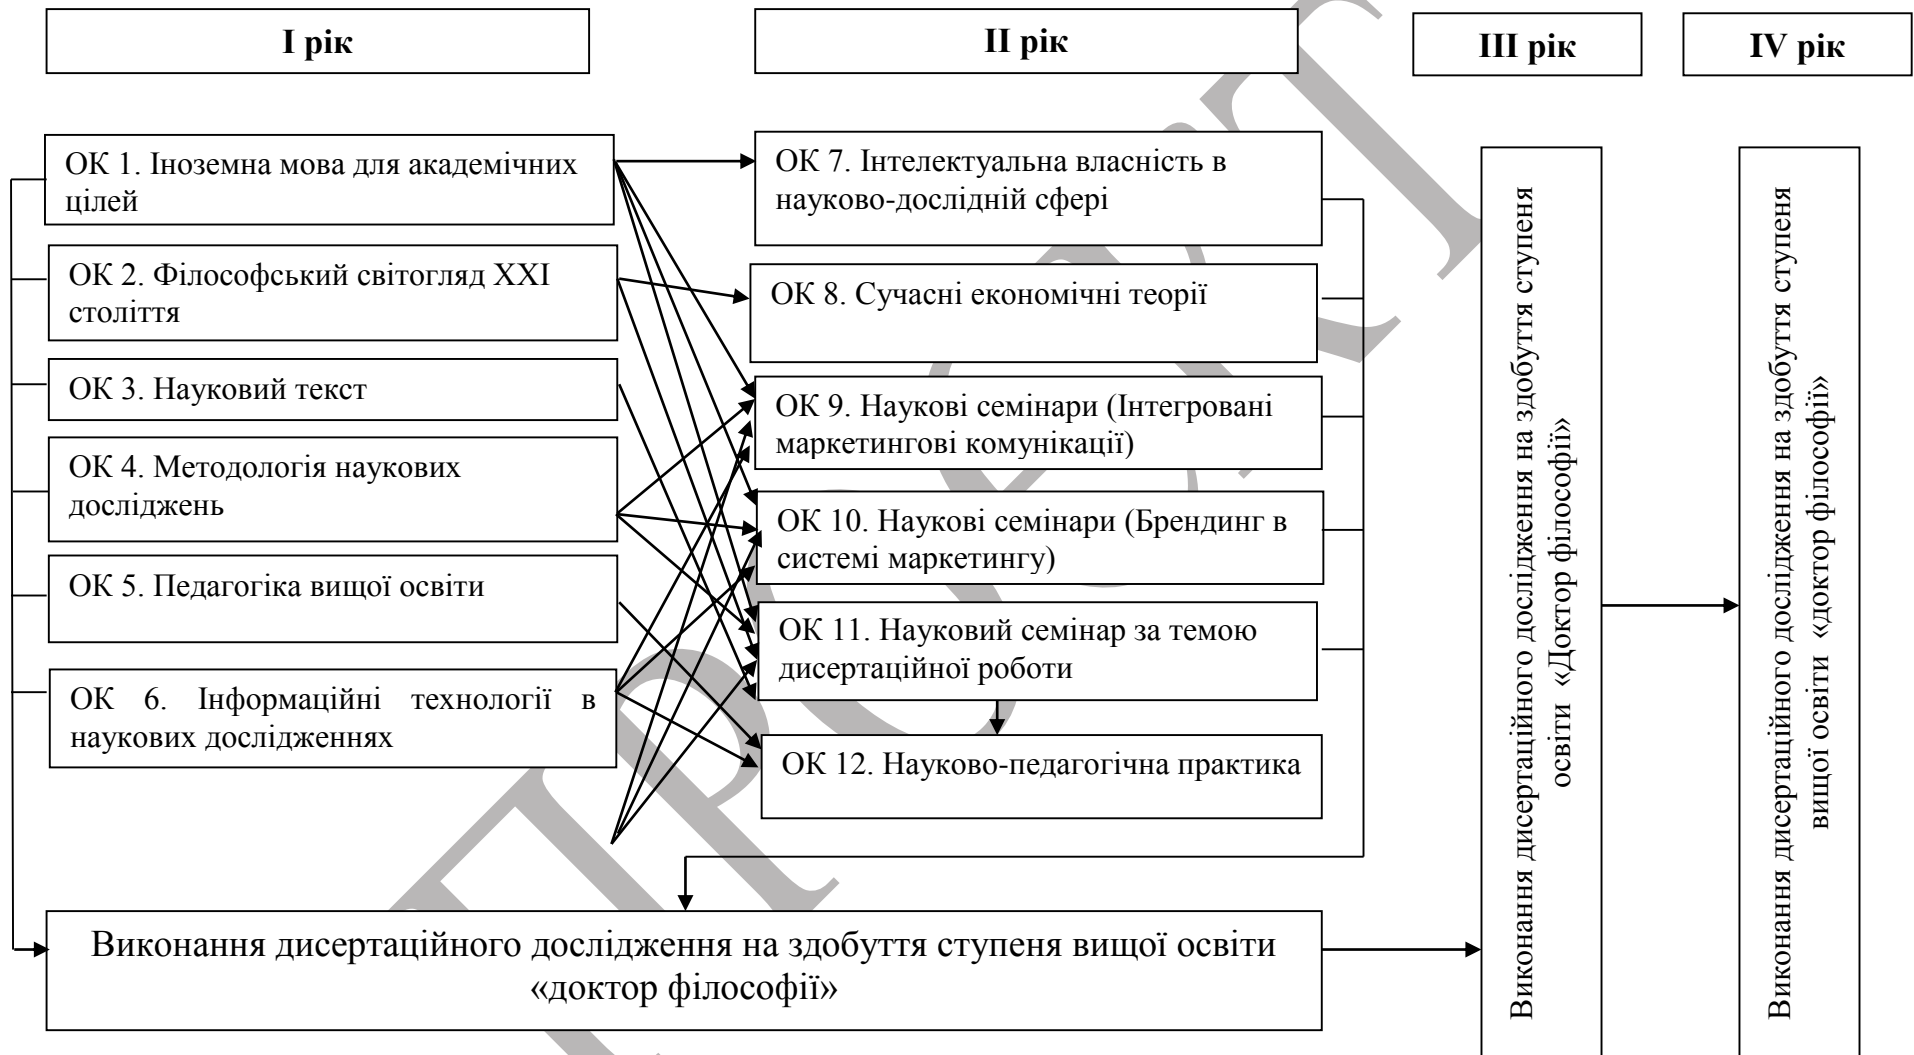 І рік
ІІ рік
ІІІ рік
IV рік
ОК 1. Іноземна мова для академічних
цілей
ОК 2. Філософський світогляд ХХІ
століття
ОК 3. Науковий текст
ОК 4. Методологія наукових
досліджень
ОК 5. Педагогіка вищої освіти
ОК 6. Інформаційні технології в
наукових дослідженнях
ОК 7. Інтелектуальна власність в
науково-дослідній сфері
ОК 8. Сучасні економічні теорії
ОК 9. Наукові семінари (Інтегровані
маркетингові комунікації)
ОК 10. Наукові семінари (Брендинг в
системі маркетингу)
ОК 11. Науковий семінар за темою
дисертаційної роботи
ОК 12. Науково-педагогічна практика
Виконання дисертаційного дослідження на здобуття ступеня вищої освіти
«доктор філософії»
Виконання дисертаційного дослідження на здобуття ступеня
освіти «Доктор філософії»
Виконання дисертаційного дослідження на здобуття ступеня
вищої освіти «доктор філософії»
ПРОЄКТ